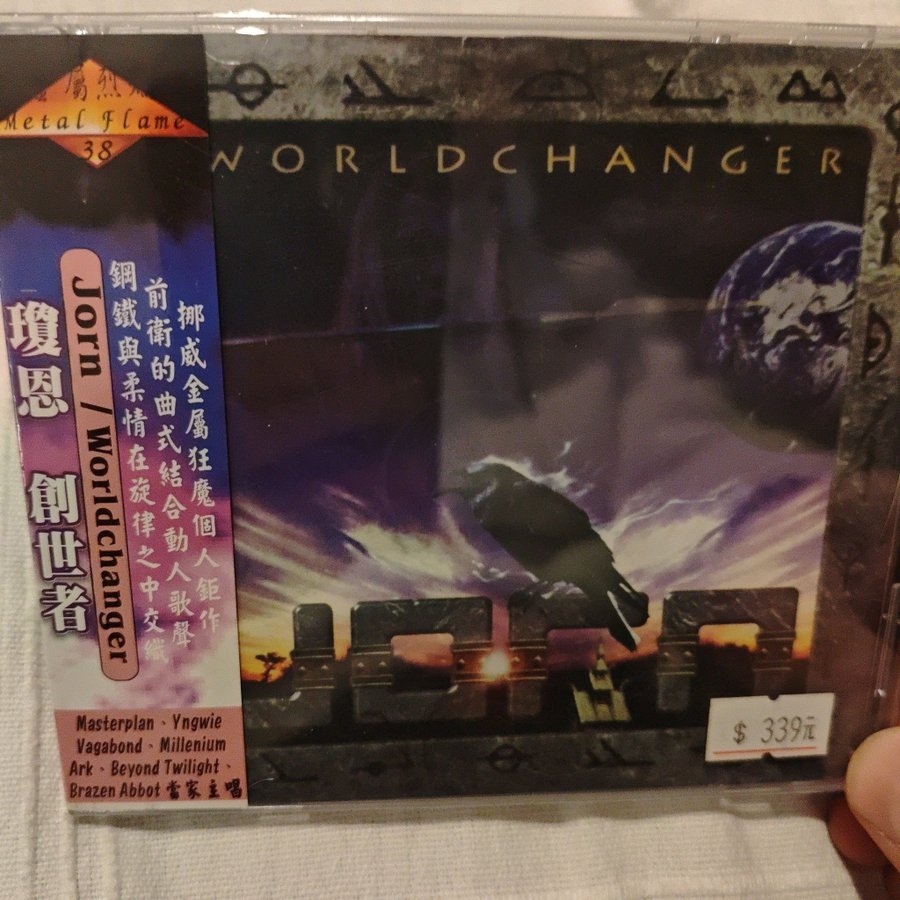 屬烈
Metal Flame
38
WORLDCHANGER
挪威金屬狂魔個人鉅作
前衛的曲式結合動人歌聲
鋼鐵與柔情在旋律之中交織
Jorn / Worldchanger
瓊恩 創世者
Jorn
$ 339元
Masterplan、Yngwie
Vagabond、Millenium
Ark、Beyond Twilight、
Brazen Abbot 當家主唱